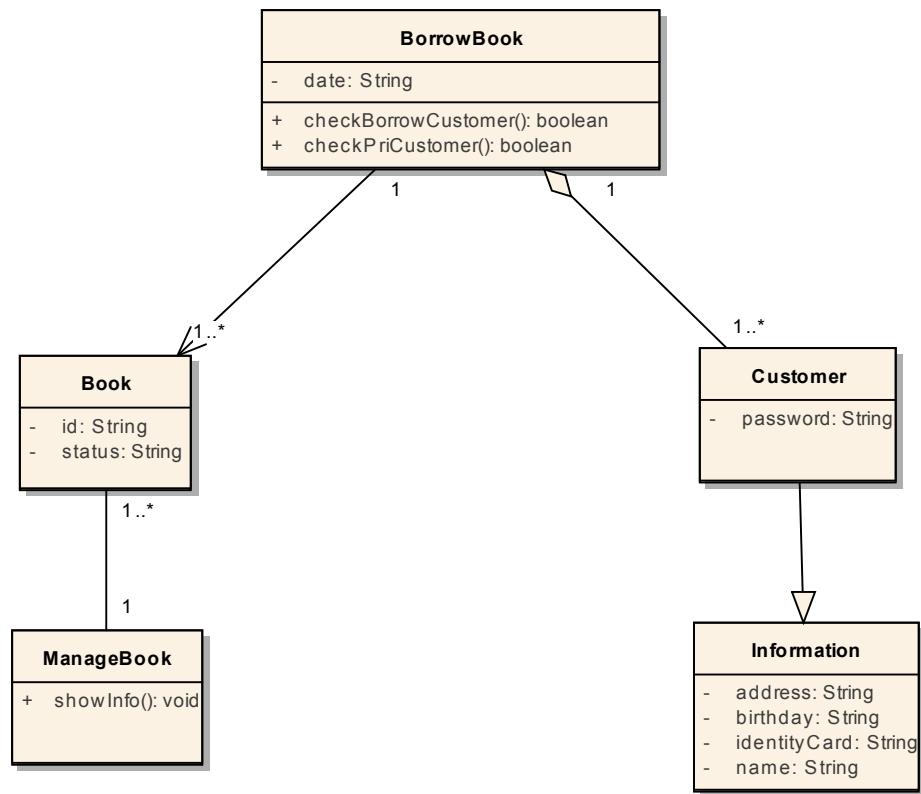 BorrowBook
- date: String
+ checkBorrowCustomer(): boolean
+ checkPriCustomer(): boolean
1
1
1..*
1..*
Book
- id: String
- status: String
Customer
- password: String
1..*
1
ManageBook
+ showInfo(): void
Information
- address: String
- birthday: String
- identityCard: String
- name: String